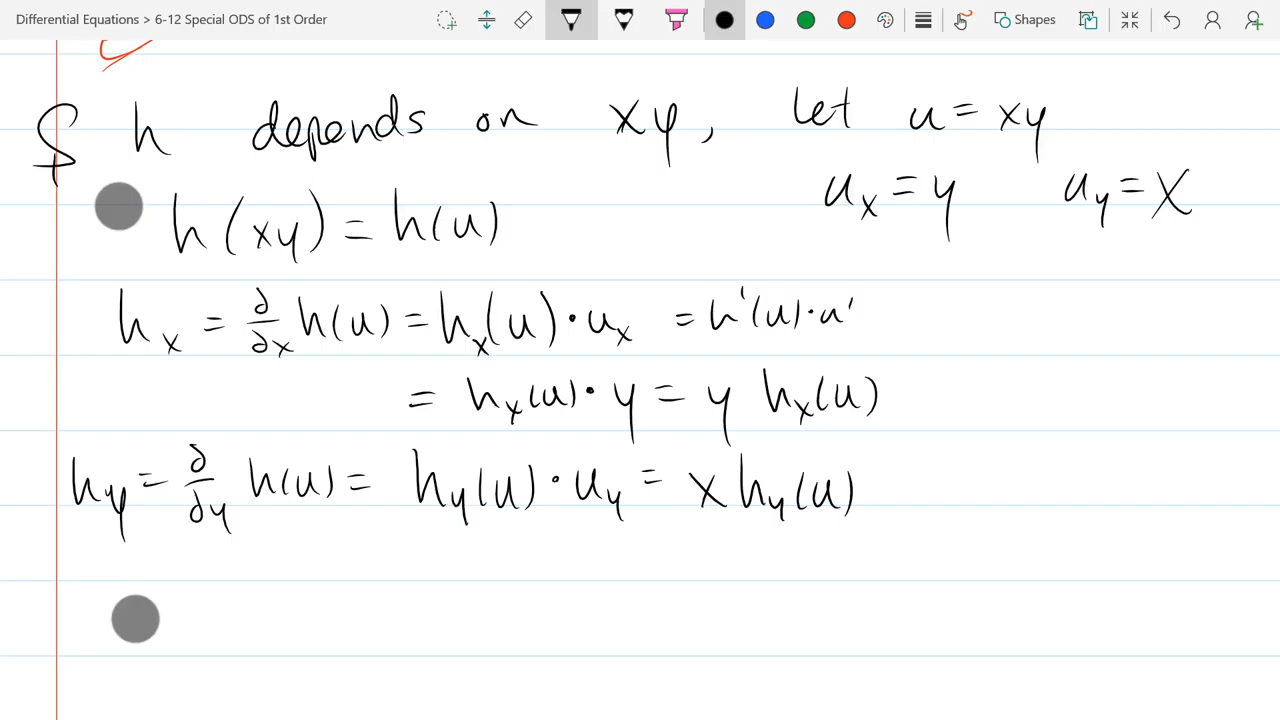 Differential Equations > 6-12 Special ODS of 1st Order
Shapes
h depends on xy, let u = xy
u_x = y u_y = x
h(xy) = h(u)
h_x = ∂/∂x h(u) = h_x(u) · u_x = h'(u) · u'
= h_x(u) · y = y h_x(u)
h_y = ∂/∂y h(u) = h_y(u) · u_y = x h_y(u)